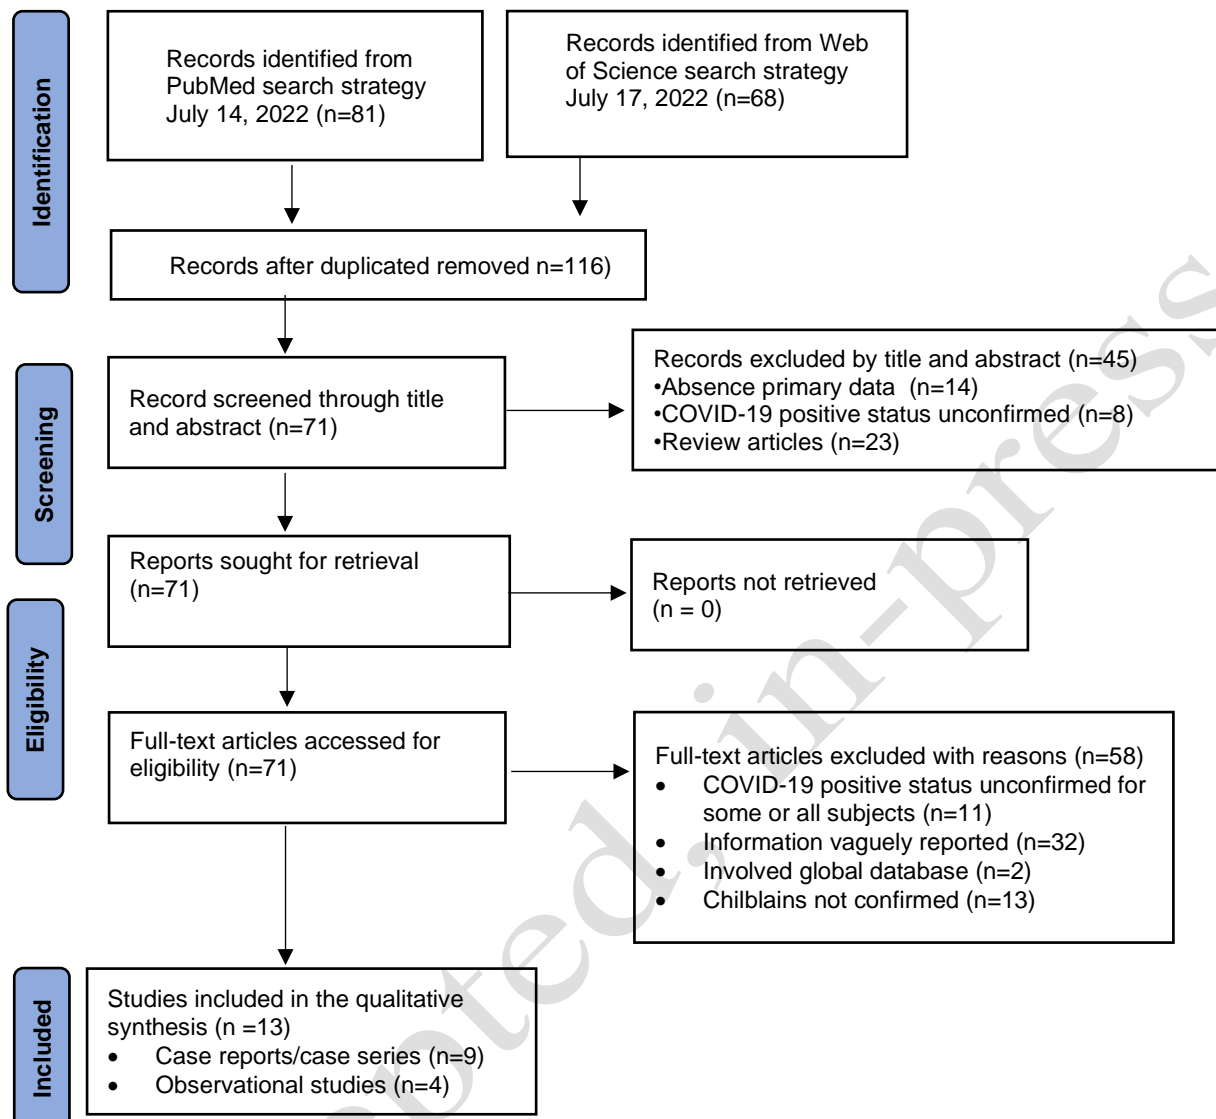 Identification
Records identified from
PubMed search strategy
July 14, 2022 (n=81)
Records identified from Web
of Science search strategy
July 17, 2022 (n=68)
Records after duplicated removed n=116)
Screening
Record screened through title
and abstract (n=71)
Records excluded by title and abstract (n=45)
•Absence primary data (n=14)
•COVID-19 positive status unconfirmed (n=8)
•Review articles (n=23)
Reports sought for retrieval
(n=71)
Reports not retrieved
(n = 0)
Eligibility
Full-text articles accessed for
eligibility (n=71)
Full-text articles excluded with reasons (n=58)
• COVID-19 positive status unconfirmed for
some or all subjects (n=11)
• Information vaguely reported (n=32)
• Involved global database (n=2)
• Chilblains not confirmed (n=13)
Included
Studies included in the qualitative
synthesis (n =13)
• Case reports/case series (n=9)
• Observational studies (n=4)
epted, in-press